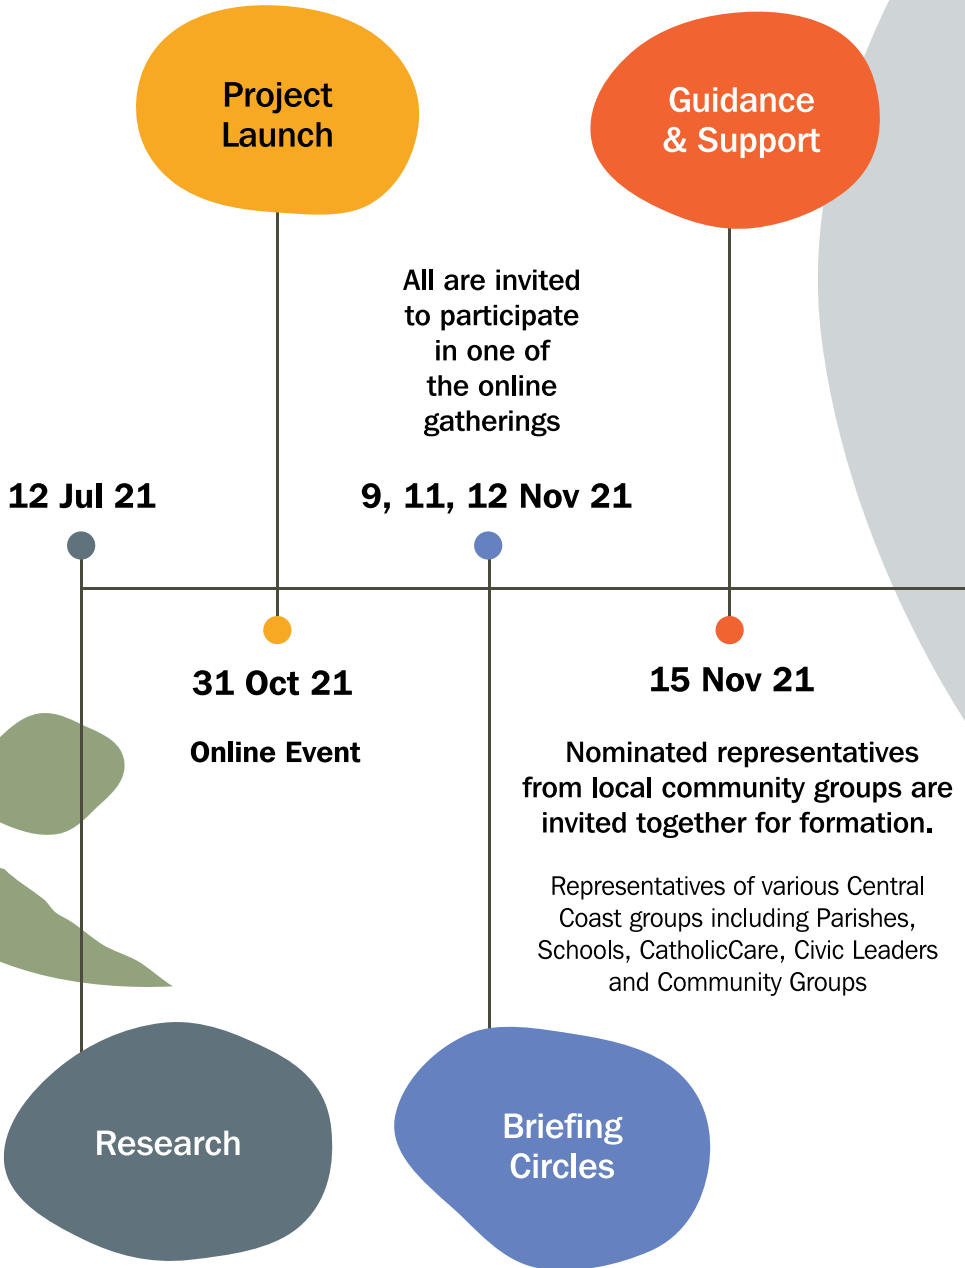 Project
Launch
Guidance
& Support
All are invited
to participate
in one of
the online
gatherings
12 Jul 21
9, 11, 12 Nov 21
31 Oct 21
Online Event
15 Nov 21
Nominated representatives
from local community groups are
invited together for formation.
Representatives of various Central
Coast groups including Parishes,
Schools, CatholicCare, Civic Leaders
and Community Groups
Research
Briefing
Circles